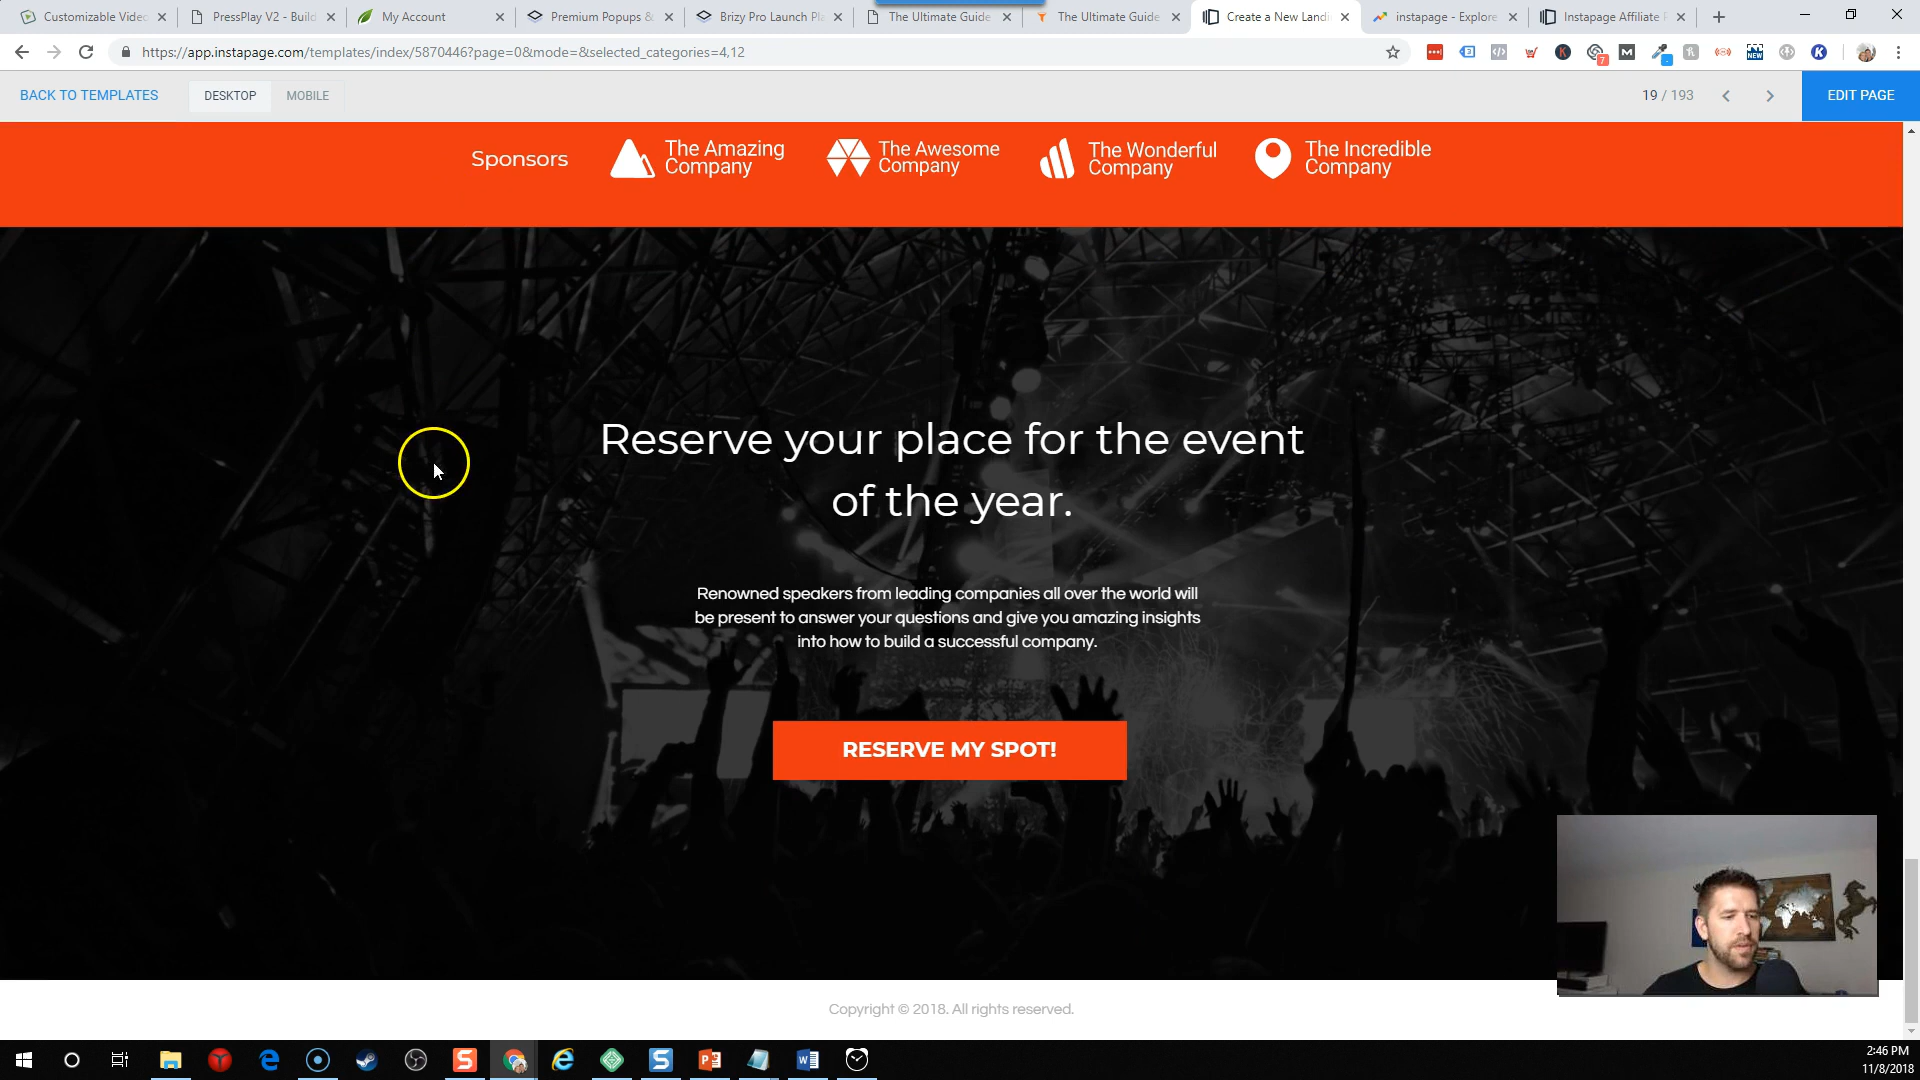 Customizable Video
PressPlay V2 - Build
My Account
Premium Popups &
Brizy Pro Launch Pla
The Ultimate Guide
The Ultimate Guide
Create a New Landi
instapage - Explore
Instapage Affiliate
https://app.instapage.com/templates/index/5870446?page=0&mode=&selected_categories=4,12
BACK TO TEMPLATES
DESKTOP
MOBILE
19 / 193
EDIT PAGE
Sponsors
The Amazing
Company
The Awesome
Company
The Wonderful
Company
The Incredible
Company
Reserve your place for the event
of the year.
Renowned speakers from leading companies all over the world will
be present to answer your questions and give you amazing insights
into how to build a successful company.
RESERVE MY SPOT!
Copyright © 2018. All rights reserved.
2:46 PM
11/8/2018